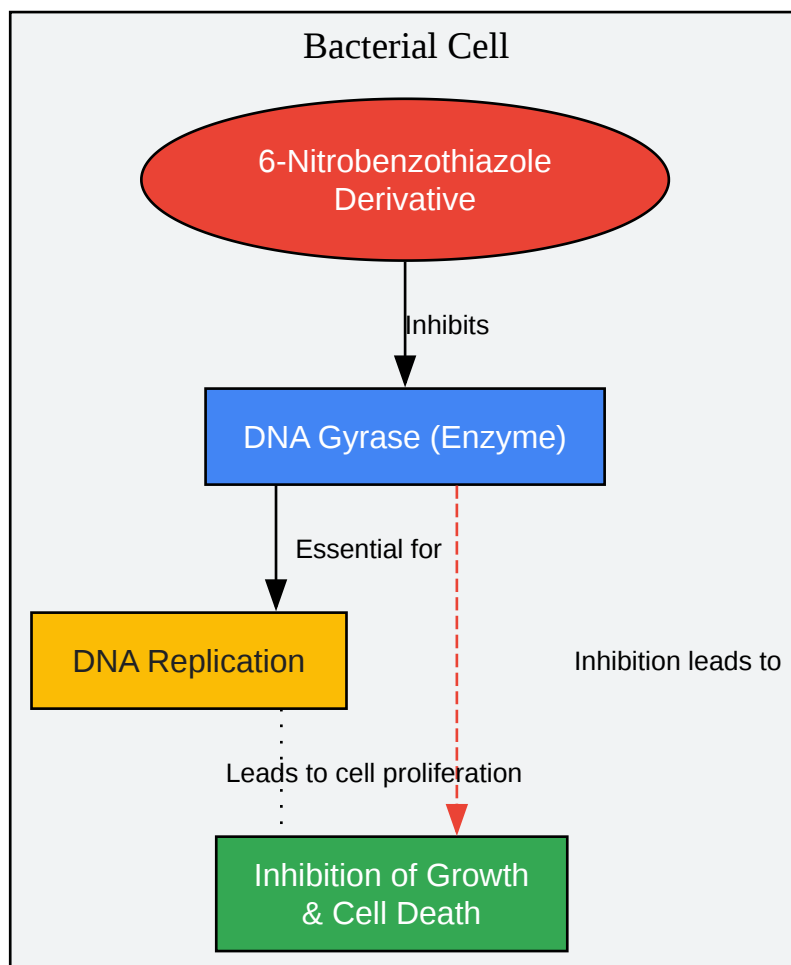 Bacterial Cell
6-Nitrobenzothiazole
Derivative
Inhibits
DNA Gyrase (Enzyme)
Essential for
DNA Replication
Inhibition leads to
Leads to cell proliferation
Inhibition of Growth
& Cell Death